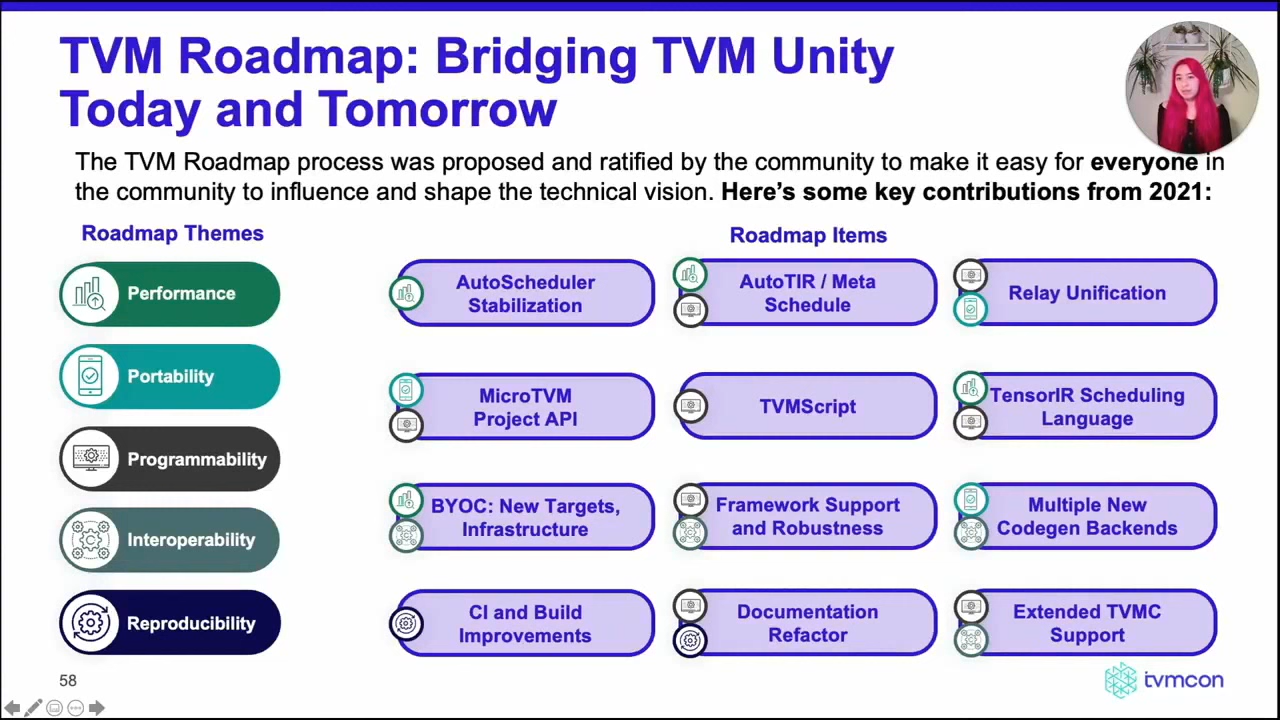 TVM Roadmap: Bridging TVM Unity
Today and Tomorrow
The TVM Roadmap process was proposed and ratified by the community to make it easy for everyone in
the community to influence and shape the technical vision. Here's some key contributions from 2021:
Roadmap Themes
Performance
Portability
Programmability
Interoperability
Reproducibility
Roadmap Items
AutoScheduler
Stabilization
AutoTIR / Meta
Schedule
Relay Unification
MicroTVM
Project API
TVMScript
TensorIR Scheduling
Language
BYOC: New Targets,
Infrastructure
Framework Support
and Robustness
Multiple New
Codegen Backends
CI and Build
Improvements
Documentation
Refactor
Extended TVMC
Support
58
tvmcon